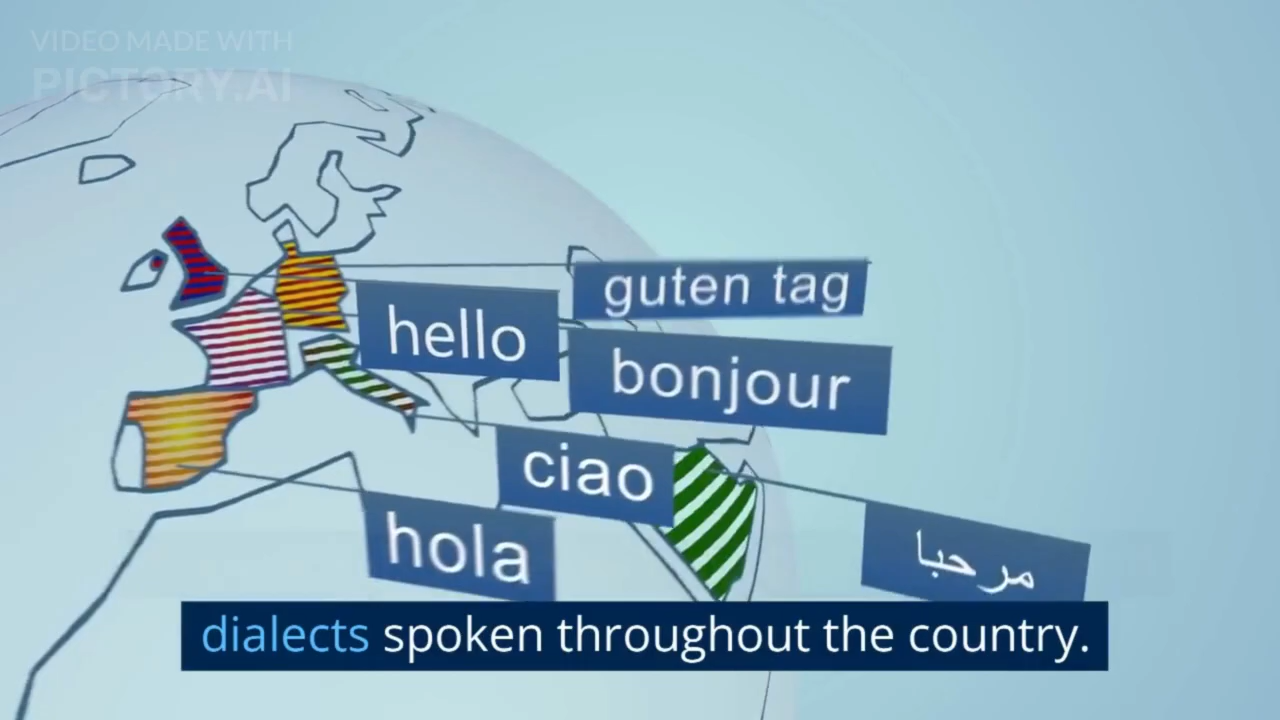 VIDEO MADE WITH
PICTORY.AI
guten tag
hello
bonjour
ciao
مرحبا
hola
dialects spoken throughout the country.